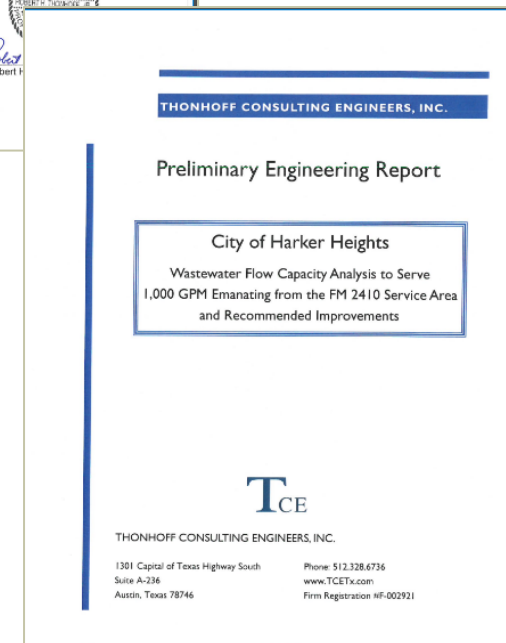 THONHOFF CONSULTING ENGINEERS, INC.
Preliminary Engineering Report
City of Harker Heights
Wastewater Flow Capacity Analysis to Serve
1,000 GPM Emanating from the FM 2410 Service Area
and Recommended Improvements
TCE
THONHOFF CONSULTING ENGINEERS, INC.
1301 Capital of Texas Highway South
Suite A-236
Austin, Texas 78746
Phone: 512.328.6736
www.TCETx.com
Firm Registration #F-002921